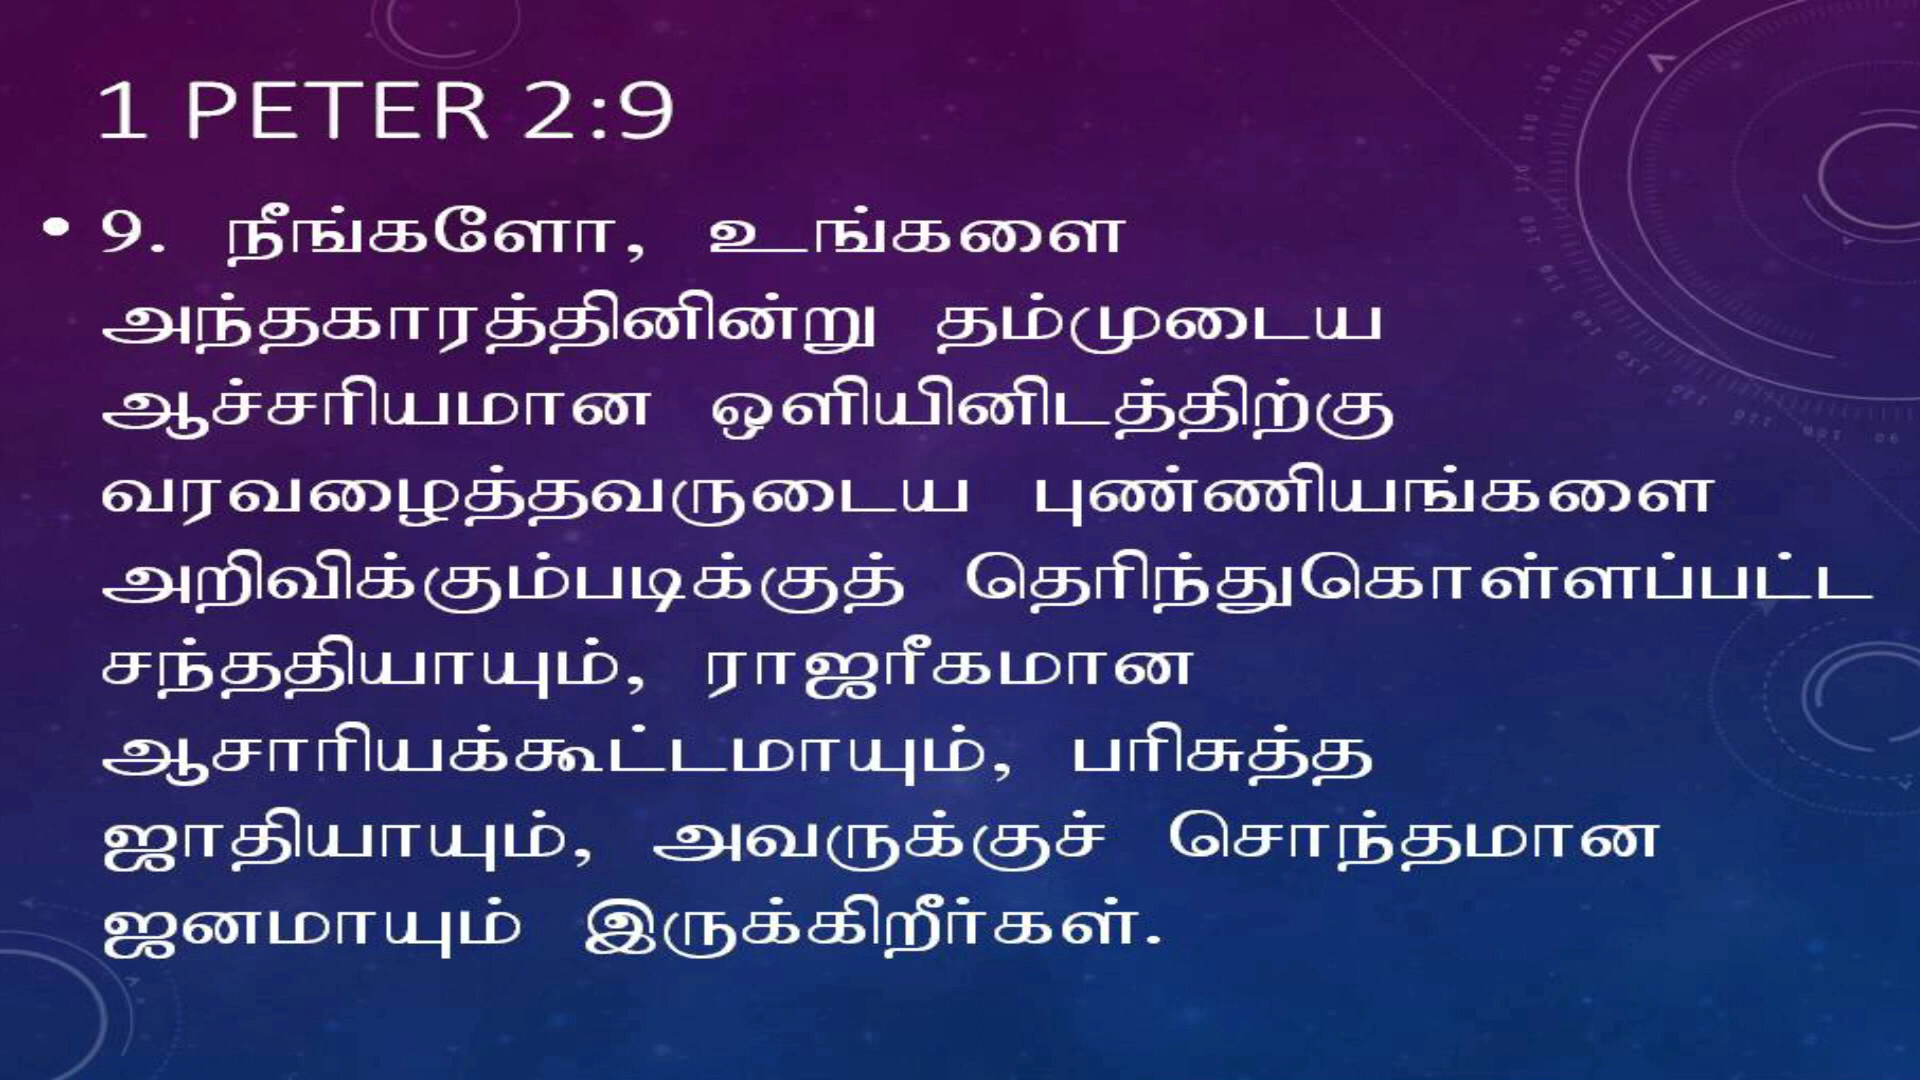 1 PETER 2:9
• 9. நீங்களோ, உங்களை
அந்தகாரத்தினின்று தம்முடைய
ஆச்சரியமான ஒளியினிடத்திற்கு
வரவழைத்தவருடைய புண்ணியங்களை
அறிவிக்கும்படிக்குத் தெரிந்துகொள்ளப்பட்ட
சந்ததியாயும், ராஜரீகமான
ஆசாரியக்கூட்டமாயும், பரிசுத்த
ஜாதியாயும், அவருக்குச் சொந்தமான
ஜனமாயும் இருக்கிறீர்கள்.